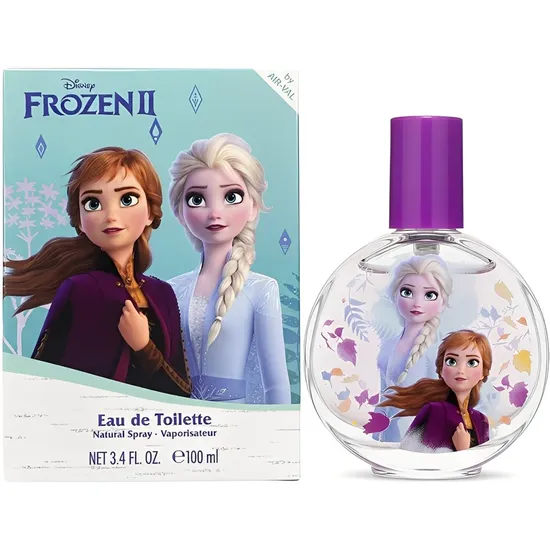 Disney
FROZEN II
by
AIR-VAL
Eau de Toilette
Natural Spray - Vaporisateur
NET 3.4 FL. OZ. ℮100 ml